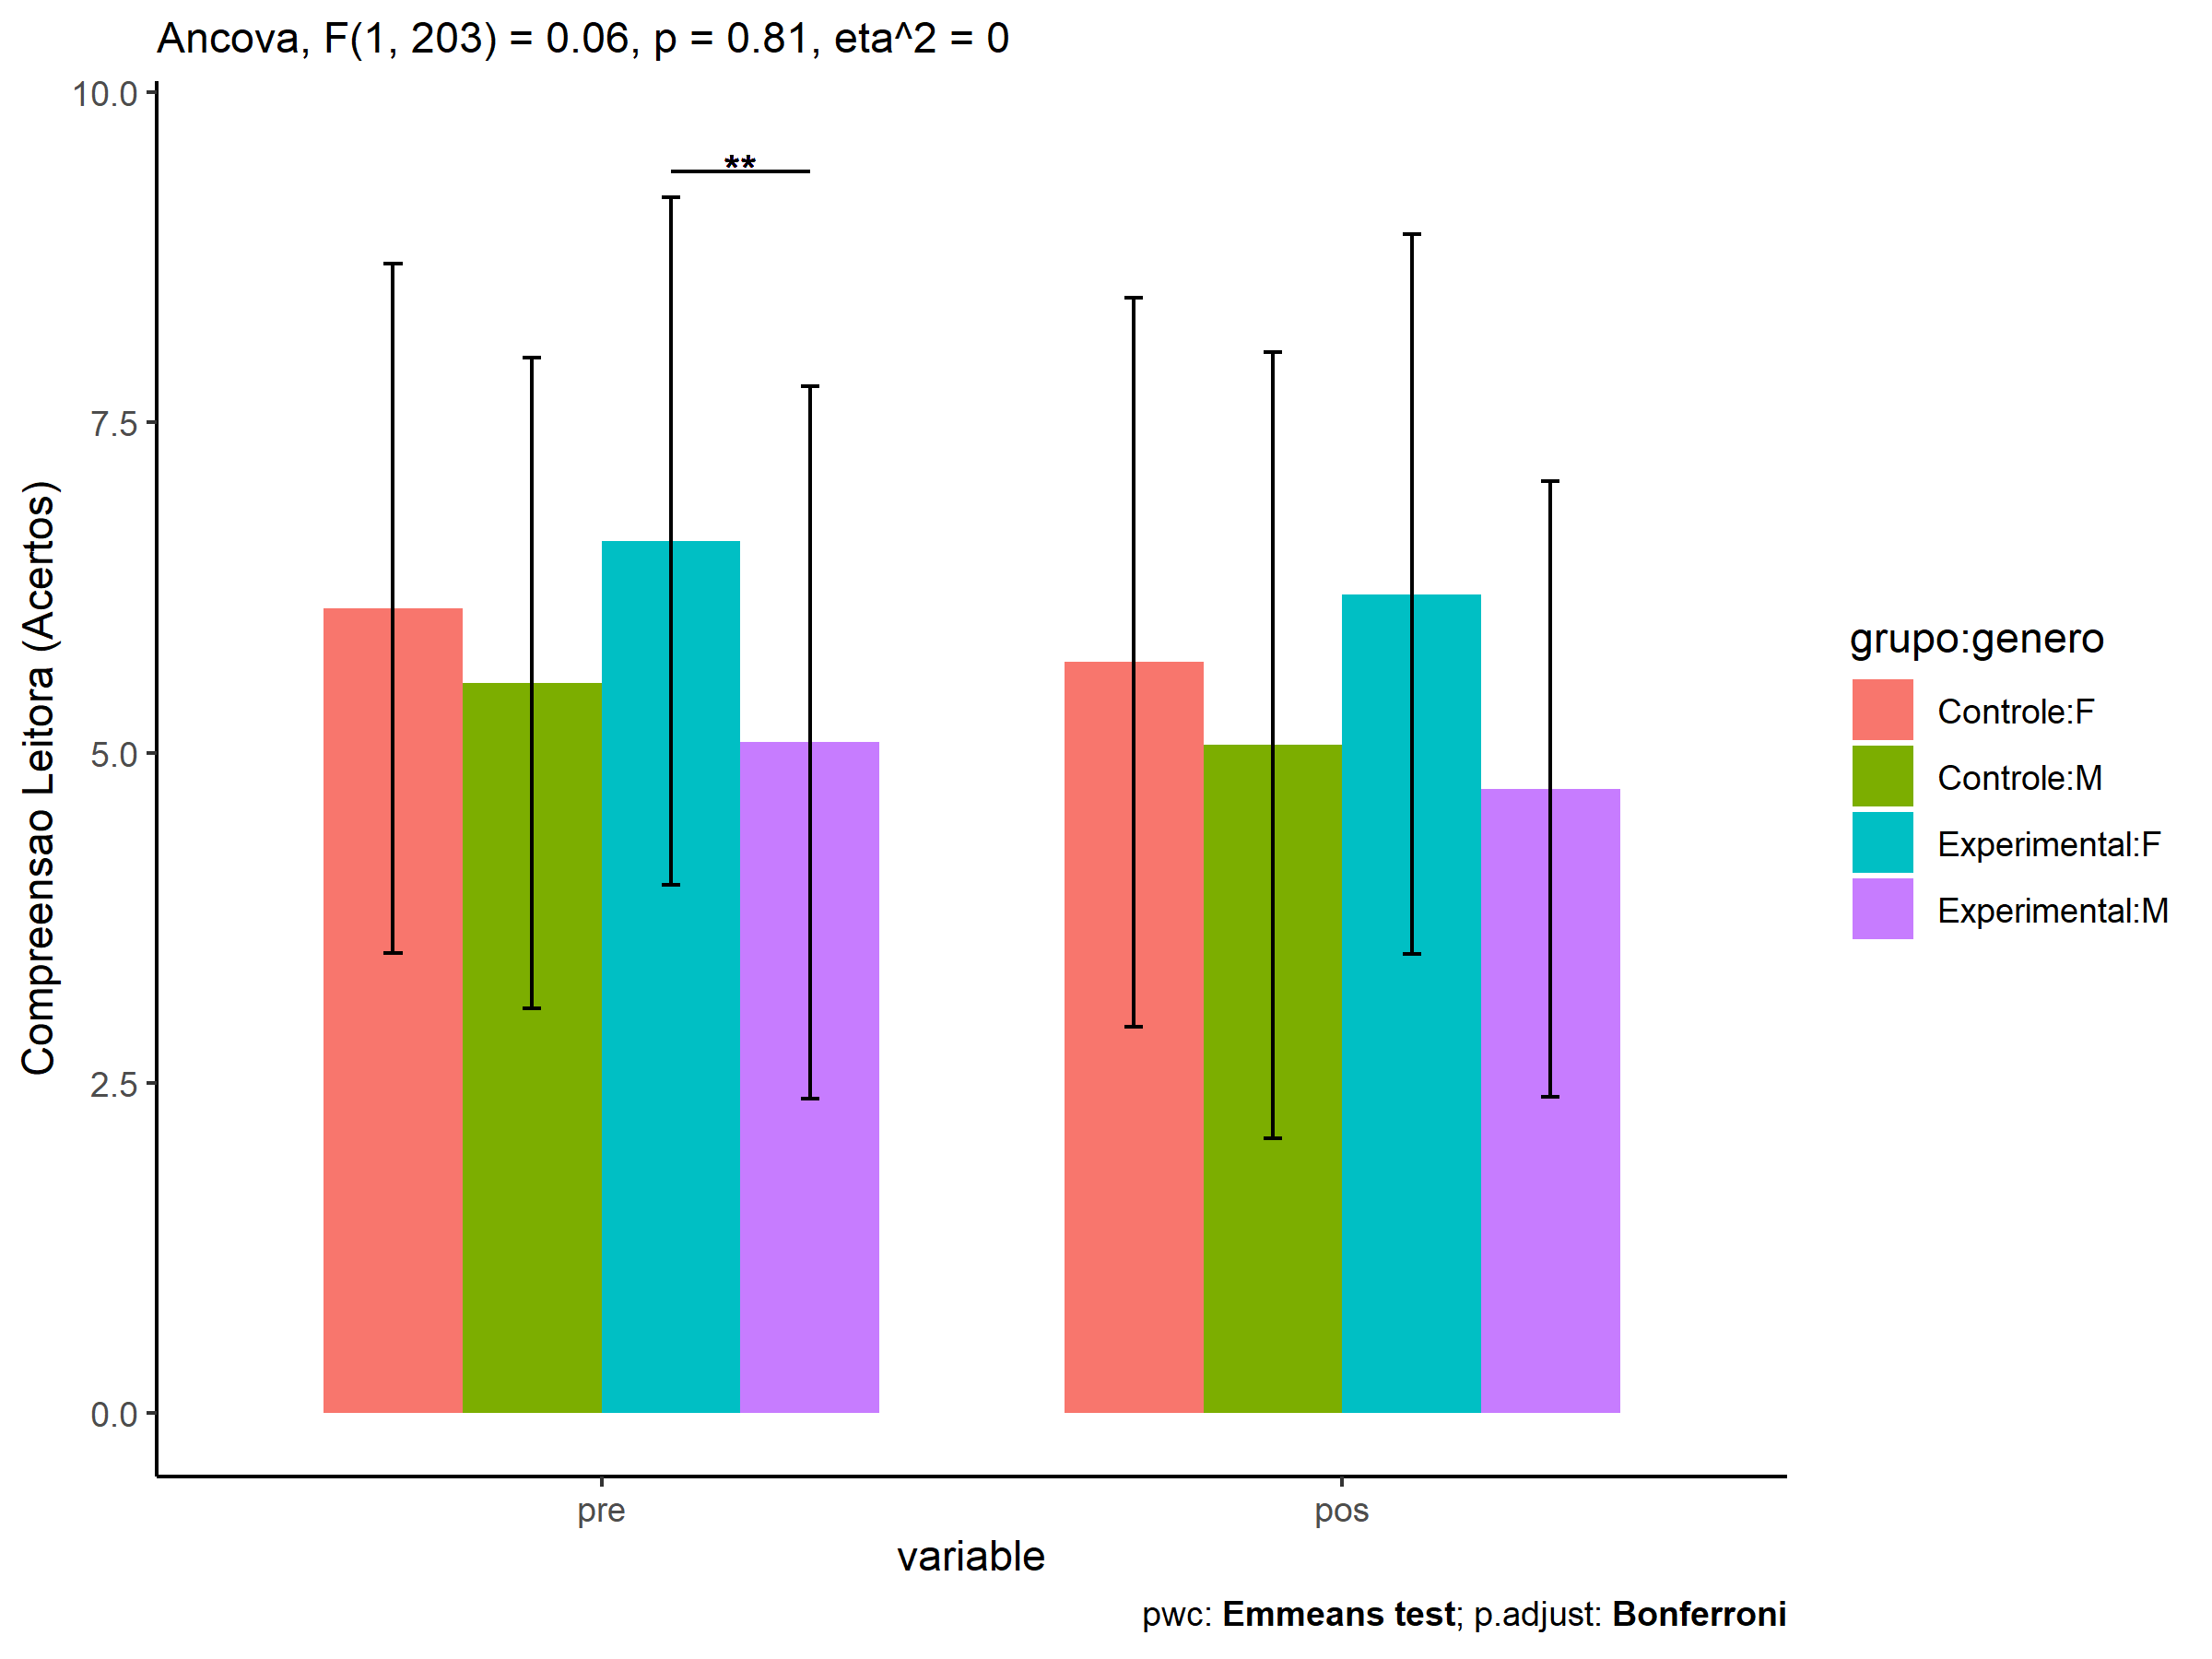 Ancova, F(1, 203) = 0.06, p = 0.81, eta^2 = 0
10.0
7.5
5.0
2.5
0.0
Compreensao Leitora (Acertos)
**
pre
pos
variable
grupo:genero
Controle:F
Controle:M
Experimental:F
Experimental:M
pwc: Emmeans test; p.adjust: Bonferroni